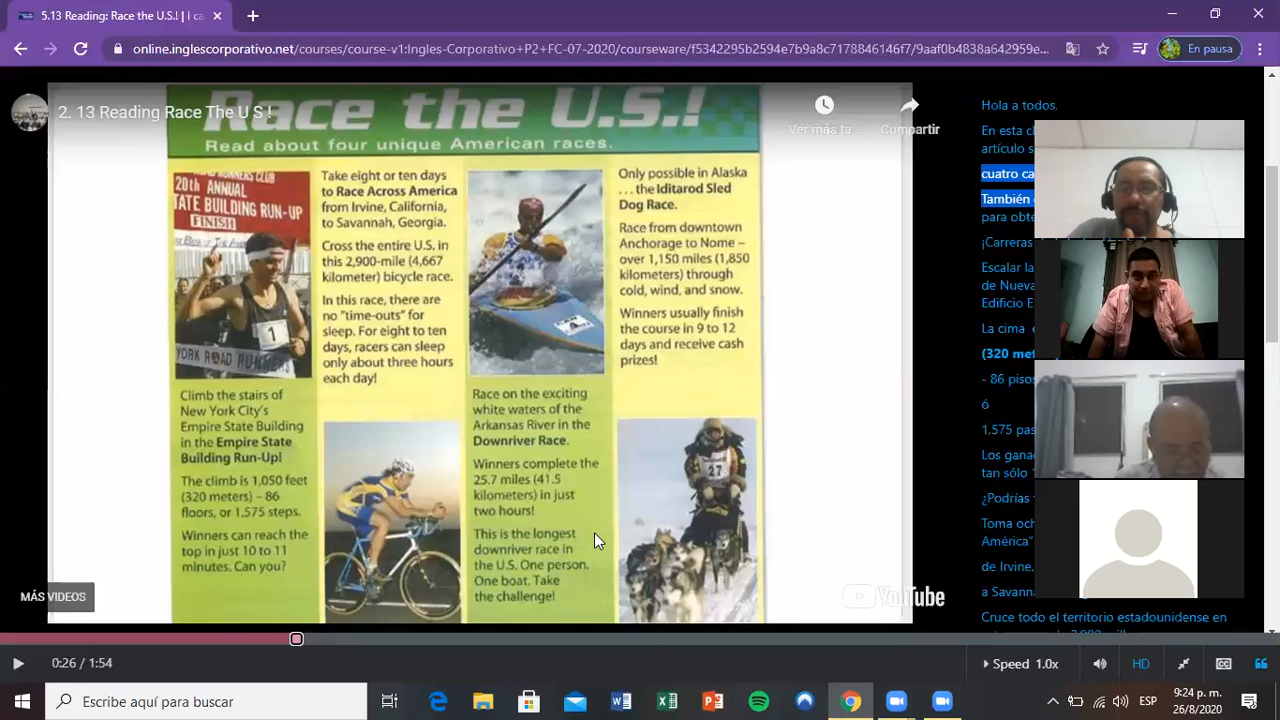 5.13 Reading: Race the U.S.! | I ca
online.inglescorporativo.net/courses/course-v1:Ingles-Corporativo+P2+FC-07-2020/courseware/f5342295b2594e7b9a8c7178846146f7/9aaf0b4838a642959e...
En pausa
2. 13 Reading Race The U S !
Ver más ta...
Compartir
Race the U.S.!
Read about four unique American races.
RUNNERS CLUB
20th ANNUAL
STATE BUILDING RUN-UP
FINISH
1
YORK ROAD RUNNERS
Climb the stairs of
New York City's
Empire State Building
in the Empire State
Building Run-Up!
The climb is 1,050 feet
(320 meters) – 86
floors, or 1,575 steps.
Winners can reach the
top in just 10 to 11
minutes. Can you?
Take eight or ten days
to Race Across America
from Irvine, California,
to Savannah, Georgia.
Cross the entire U.S. in
this 2,900-mile (4,667
kilometer) bicycle race.
In this race, there are
no "time-outs" for
sleep. For eight to ten
days, racers can sleep
only about three hours
each day!
Race on the exciting
white waters of the
Arkansas River in the
Downriver Race.
Winners complete the
25.7 miles (41.5
kilometers) in just
two hours!
This is the longest
downriver race in
the U.S. One person.
One boat. Take
the challenge!
Only possible in Alaska
. . . the Iditarod Sled
Dog Race.
Race from downtown
Anchorage to Nome –
over 1,150 miles (1,850
kilometers) through
cold, wind, and snow.
Winners usually finish
the course in 9 to 12
days and receive cash
prizes!
27
MÁS VIDEOS
YouTube
Hola a todos.
En esta cl
artículo s
cuatro ca
También
para obte
¡Carreras d
Escalar la
de Nueva
Edificio E
La cima e
(320 met
- 86 pisos
ó
1,575 pas
Los gana
tan sólo 1
¿Podrías
Toma och
América"
de Irvine,
a Savann
Cruce todo el territorio estadounidense en
0:26 / 1:54
Speed 1.0x
HD
Escribe aquí para buscar
ESP
9:24 p. m.
26/8/2020